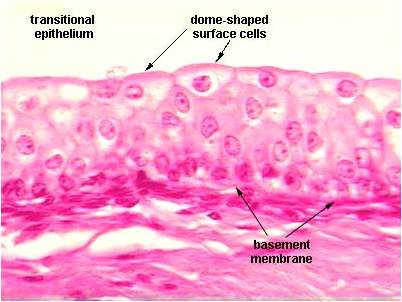 transitional
epithelium
dome-shaped
surface cells
basement
membrane